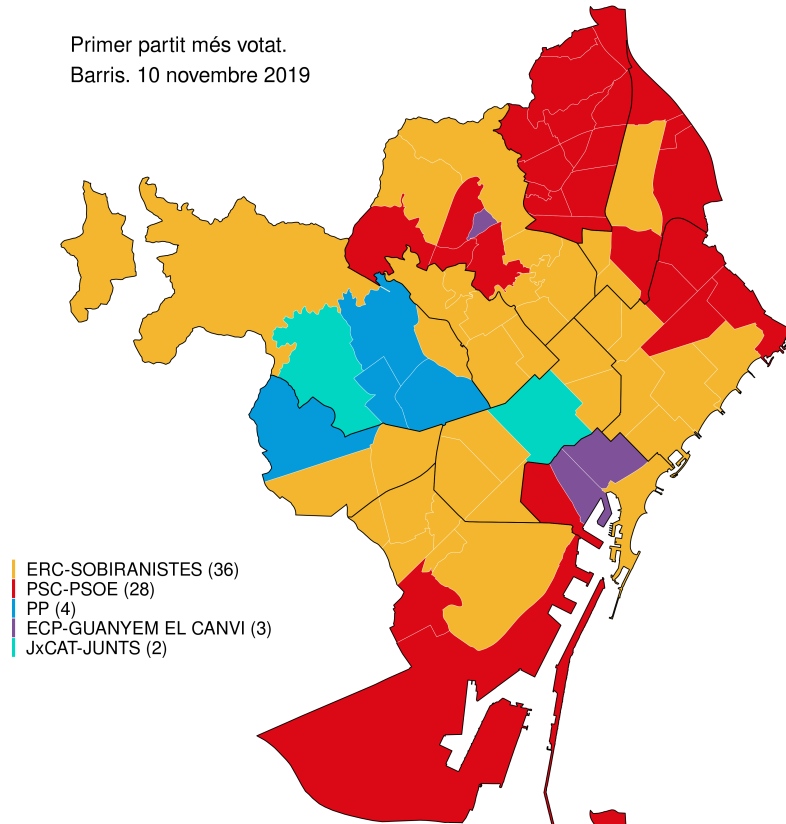 Primer partit més votat.
Barris. 10 novembre 2019
ERC-SOBIRANISTES (36)
PSC-PSOE (28)
PP (4)
ECP-GUANYEM EL CANVI (3)
JxCAT-JUNTS (2)